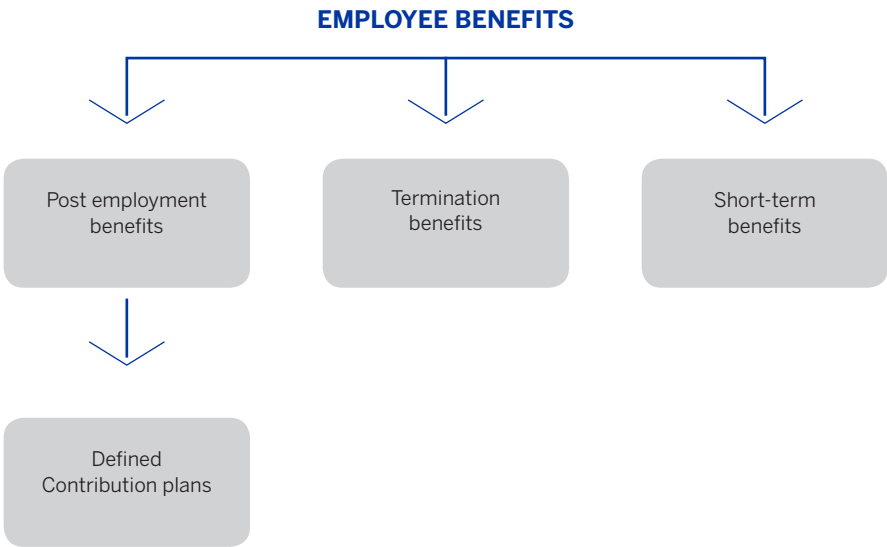 EMPLOYEE BENEFITS
Post employment
benefits
Termination
benefits
Short-term
benefits
Defined
Contribution plans